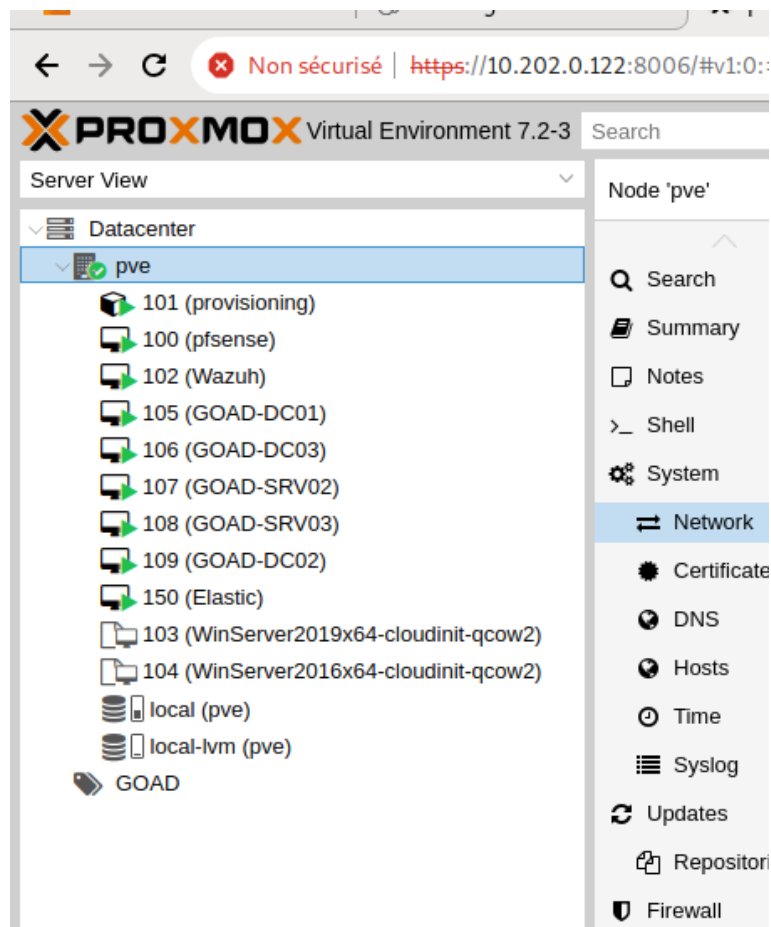 Non sécurisé https://10.202.0.122:8006/#v1:0:
PROXMOX Virtual Environment 7.2-3 Search
Server View
Datacenter
pve
101 (provisioning)
100 (pfsense)
102 (Wazuh)
105 (GOAD-DC01)
106 (GOAD-DC03)
107 (GOAD-SRV02)
108 (GOAD-SRV03)
109 (GOAD-DC02)
150 (Elastic)
103 (WinServer2019x64-cloudinit-qcow2)
104 (WinServer2016x64-cloudinit-qcow2)
local (pve)
local-lvm (pve)
GOAD
Node 'pve'
Search
Summary
Notes
>_ Shell
System
Network
Certificate
DNS
Hosts
Time
Syslog
Updates
Repositori
Firewall